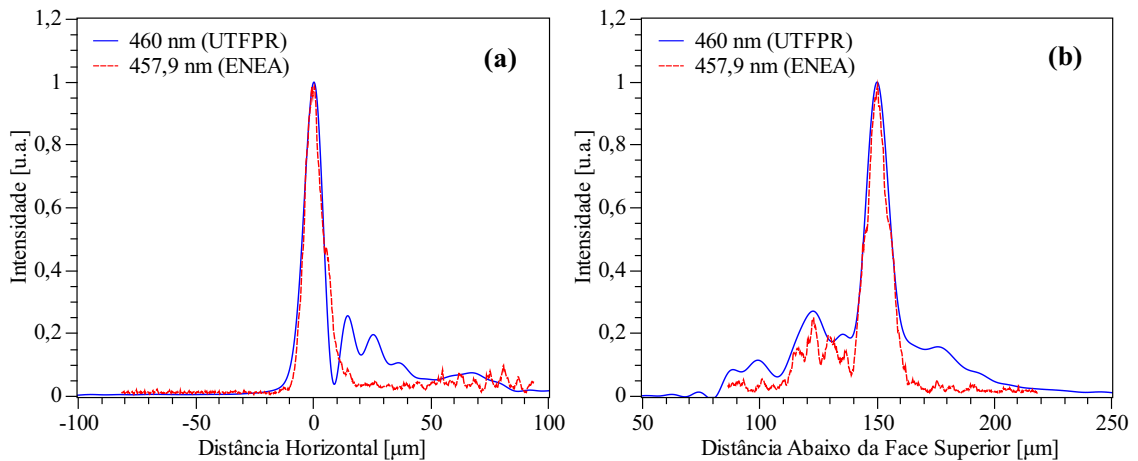 1,2
460 nm (UTFPR)
457,9 nm (ENEA)
(a)
1
0,8
0,6
0,4
0,2
0
Intensidade [u.a.]
-100
-50
0
50
100
Distância Horizontal [μm]
1,2
460 nm (UTFPR)
457,9 nm (ENEA)
(b)
1
0,8
0,6
0,4
0,2
0
Intensidade [u.a.]
50
100
150
200
250
Distância Abaixo da Face Superior [μm]